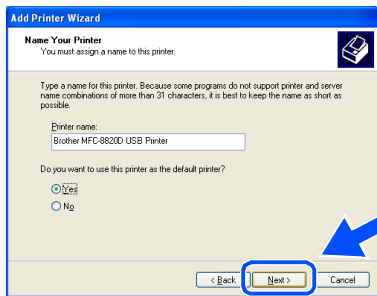 Add Printer Wizard
Name Your Printer
You must assign a name to this printer.
Type a name for this printer. Because some programs do not support printer and server
name combinations of more than 31 characters, it is best to keep the name as short as
possible.
Printer name:
Brother MFC-8820D USB Printer
Do you want to use this printer as the default printer?
Yes
No
< Back
Next >
Cancel